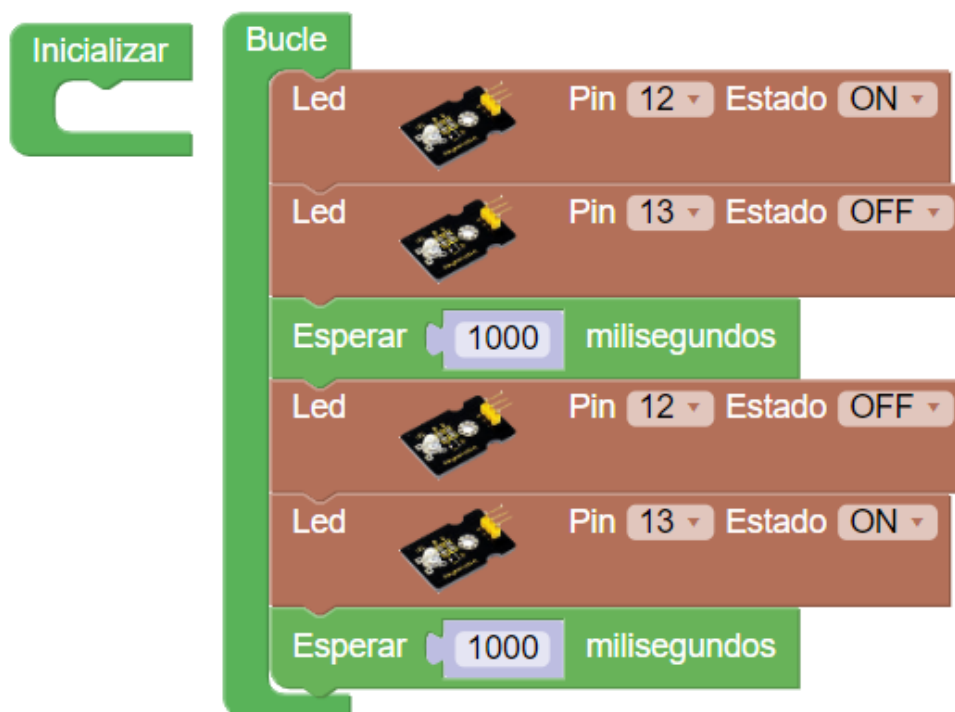 Inicializar
Bucle
Led Pin 12 Estado ON
Led Pin 13 Estado OFF
Esperar 1000 milisegundos
Led Pin 12 Estado OFF
Led Pin 13 Estado ON
Esperar 1000 milisegundos